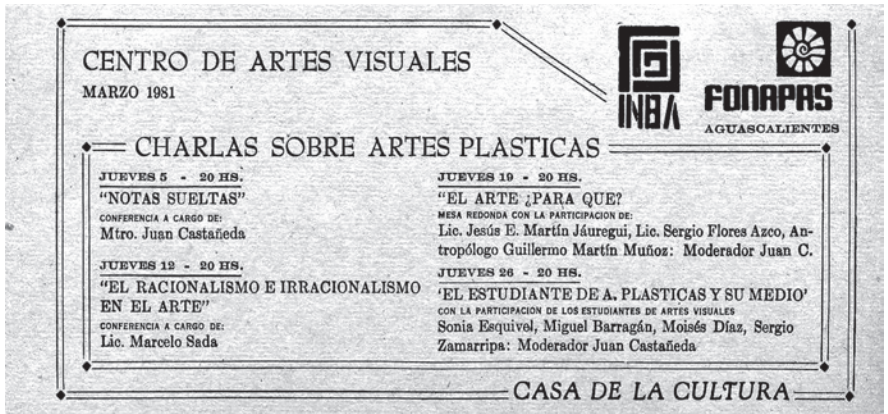 CENTRO DE ARTES VISUALES
MARZO 1981
INBA
FONAPAS
AGUASCALIENTES
CHARLAS SOBRE ARTES PLASTICAS
JUEVES 5 - 20 HS.
"NOTAS SUELTAS"
CONFERENCIA A CARGO DE:
Mtro. Juan Castañeda
JUEVES 12 - 20 HS.
"EL RACIONALISMO E IRRACIONALISMO
EN EL ARTE"
CONFERENCIA A CARGO DE:
Lic. Marcelo Sada
JUEVES 19 - 20 HS.
"EL ARTE ¿PARA QUE?
MESA REDONDA CON LA PARTICIPACION DE:
Lic. Jesús E. Martín Jáuregui, Lic. Sergio Flores Azco, An-
tropólogo Guillermo Martín Muñoz: Moderador Juan C.
JUEVES 26 - 20 HS.
'EL ESTUDIANTE DE A. PLASTICAS Y SU MEDIO'
CON LA PARTICIPACION DE LOS ESTUDIANTES DE ARTES VISUALES
Sonia Esquivel, Miguel Barragán, Moisés Díaz, Sergio
Zamarripa: Moderador Juan Castañeda
CASA DE LA CULTURA